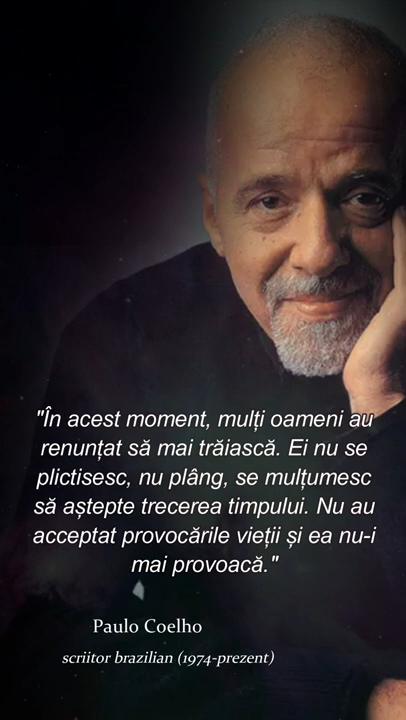 "În acest moment, mulți oameni au
renunțat să mai trăiască. Ei nu se
plictisesc, nu plâng, se mulțumesc
să aștepte trecerea timpului. Nu au
acceptat provocările vieții și ea nu-i
mai provoacă."
Paulo Coelho
scriitor brazilian (1974-prezent)